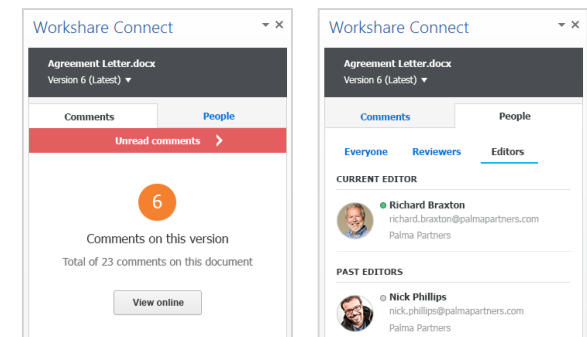 Workshare Connect
Agreement Letter.docx
Version 6 (Latest)
Comments People
Unread comments
6
Comments on this version
Total of 23 comments on this document
View online
Workshare Connect
Agreement Letter.docx
Version 6 (Latest)
Comments People
Everyone Reviewers Editors
CURRENT EDITOR
Richard Braxton
richard.braxton@palmapartners.com
Palma Partners
PAST EDITORS
Nick Phillips
nick.phillips@palmapartners.com
Palma Partners